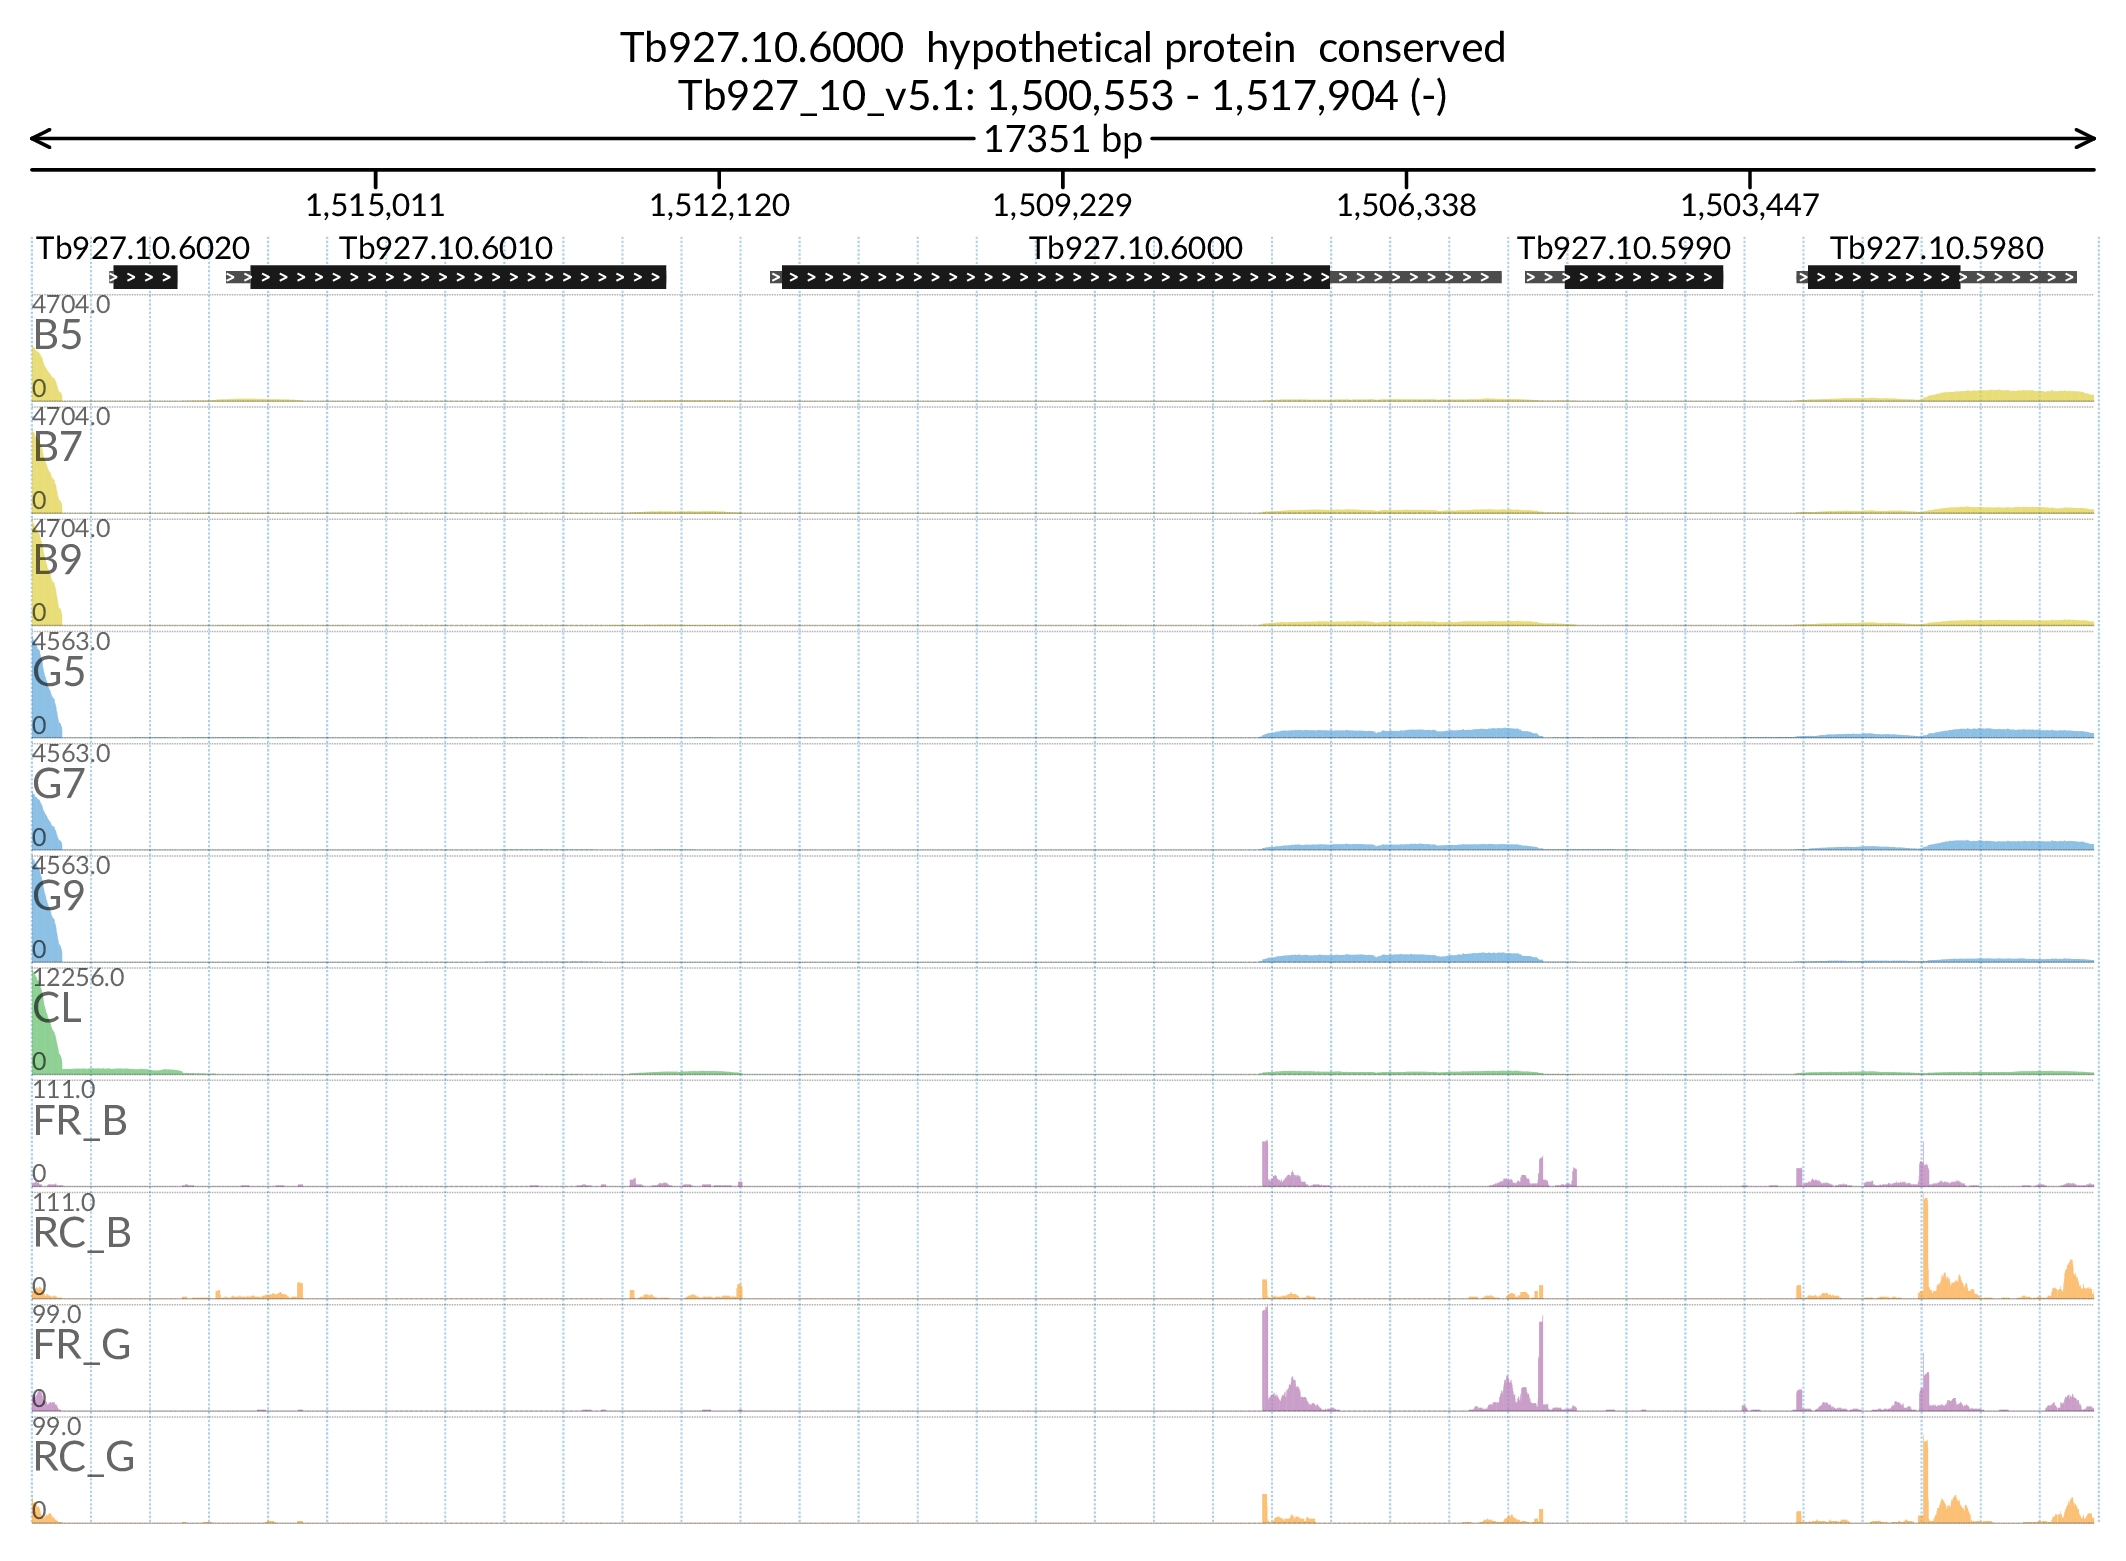 Tb927.10.6000  hypothetical protein  conserved
Tb927_10_v5.1: 1,500,553 - 1,517,904 (-)
17351 bp
1,515,011 1,512,120 1,509,229 1,506,338 1,503,447
Tb927.10.6020 Tb927.10.6010 Tb927.10.6000 Tb927.10.5990 Tb927.10.5980
4704.0
B5
0
4704.0
B7
0
4704.0
B9
0
4563.0
G5
0
4563.0
G7
0
4563.0
G9
0
12256.0
CL
0
111.0
FR_B
0
111.0
RC_B
0
99.0
FR_G
0
99.0
RC_G
0